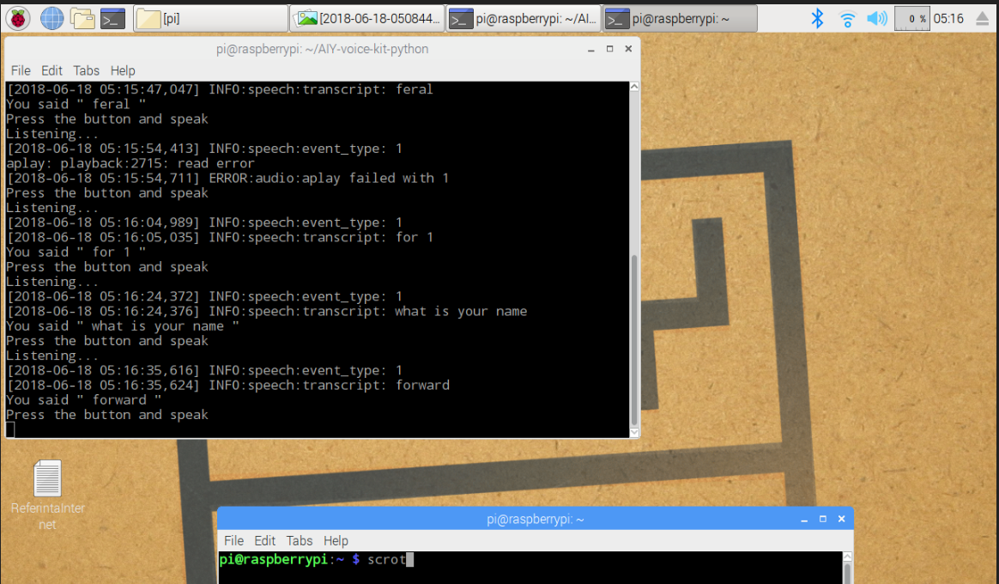 [pi]
[2018-06-18-050844...
pi@raspberrypi: ~/AI...
pi@raspberrypi: ~
0 %
05:16
pi@raspberrypi: ~/AIY-voice-kit-python
File Edit Tabs Help
[2018-06-18 05:15:47,047] INFO:speech:transcript: feral
You said " feral "
Press the button and speak
Listening...
[2018-06-18 05:15:54,413] INFO:speech:event_type: 1
aplay: playback:2715: read error
[2018-06-18 05:15:54,711] ERROR:audio:aplay failed with 1
Press the button and speak
Listening...
[2018-06-18 05:16:04,989] INFO:speech:event_type: 1
[2018-06-18 05:16:05,035] INFO:speech:transcript: for 1
You said " for 1 "
Press the button and speak
Listening...
[2018-06-18 05:16:24,372] INFO:speech:event_type: 1
[2018-06-18 05:16:24,376] INFO:speech:transcript: what is your name
You said " what is your name "
Press the button and speak
Listening...
[2018-06-18 05:16:35,616] INFO:speech:event_type: 1
[2018-06-18 05:16:35,624] INFO:speech:transcript: forward
You said " forward "
Press the button and speak
ReferintaInter
net
pi@raspberrypi: ~
File Edit Tabs Help
pi@raspberrypi:~ $ scrot